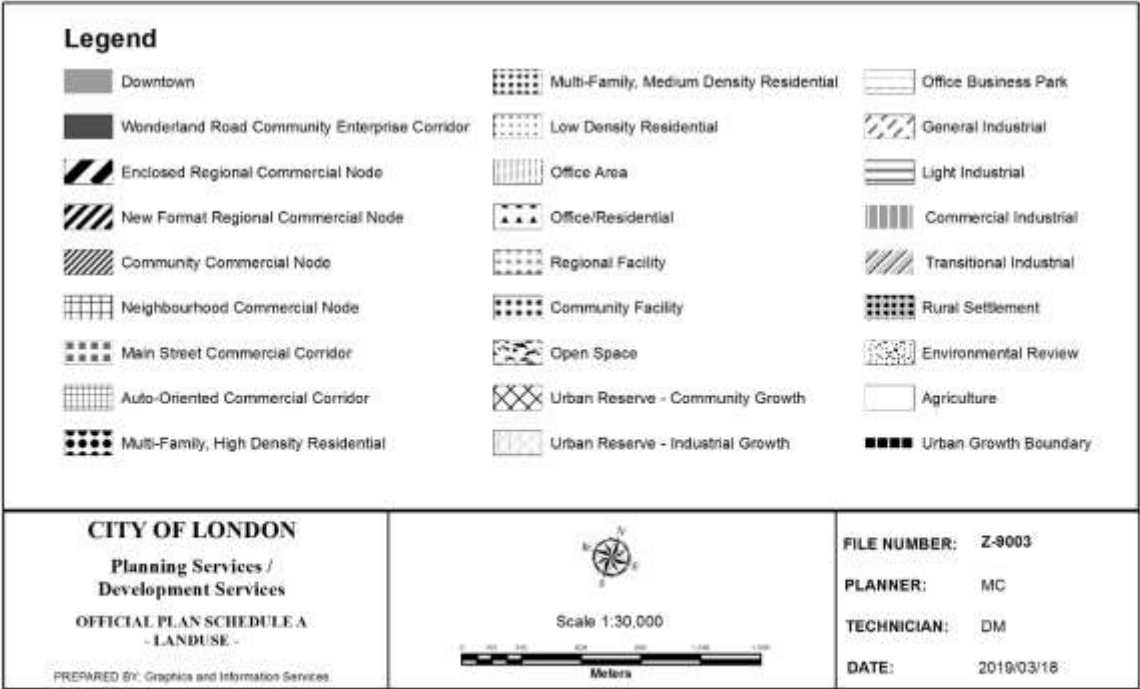 Legend
Downtown
Wonderland Road Community Enterprise Corridor
Enclosed Regional Commercial Node
New Format Regional Commercial Node
Community Commercial Node
Neighbourhood Commercial Node
Main Street Commercial Corridor
Auto-Oriented Commercial Corridor
Multi-Family, High Density Residential
Multi-Family, Medium Density Residential
Low Density Residential
Office Area
Office/Residential
Regional Facility
Community Facility
Open Space
Urban Reserve - Community Growth
Urban Reserve - Industrial Growth
Office Business Park
General Industrial
Light Industrial
Commercial Industrial
Transitional Industrial
Rural Settlement
Environmental Review
Agriculture
Urban Growth Boundary
CITY OF LONDON
Planning Services /
Development Services
OFFICIAL PLAN SCHEDULE A
- LANDUSE -
PREPARED BY: Graphics and Information Services
N
S
Scale 1:30,000
Meters
FILE NUMBER: Z-9003
PLANNER: MC
TECHNICIAN: DM
DATE: 2019/03/18